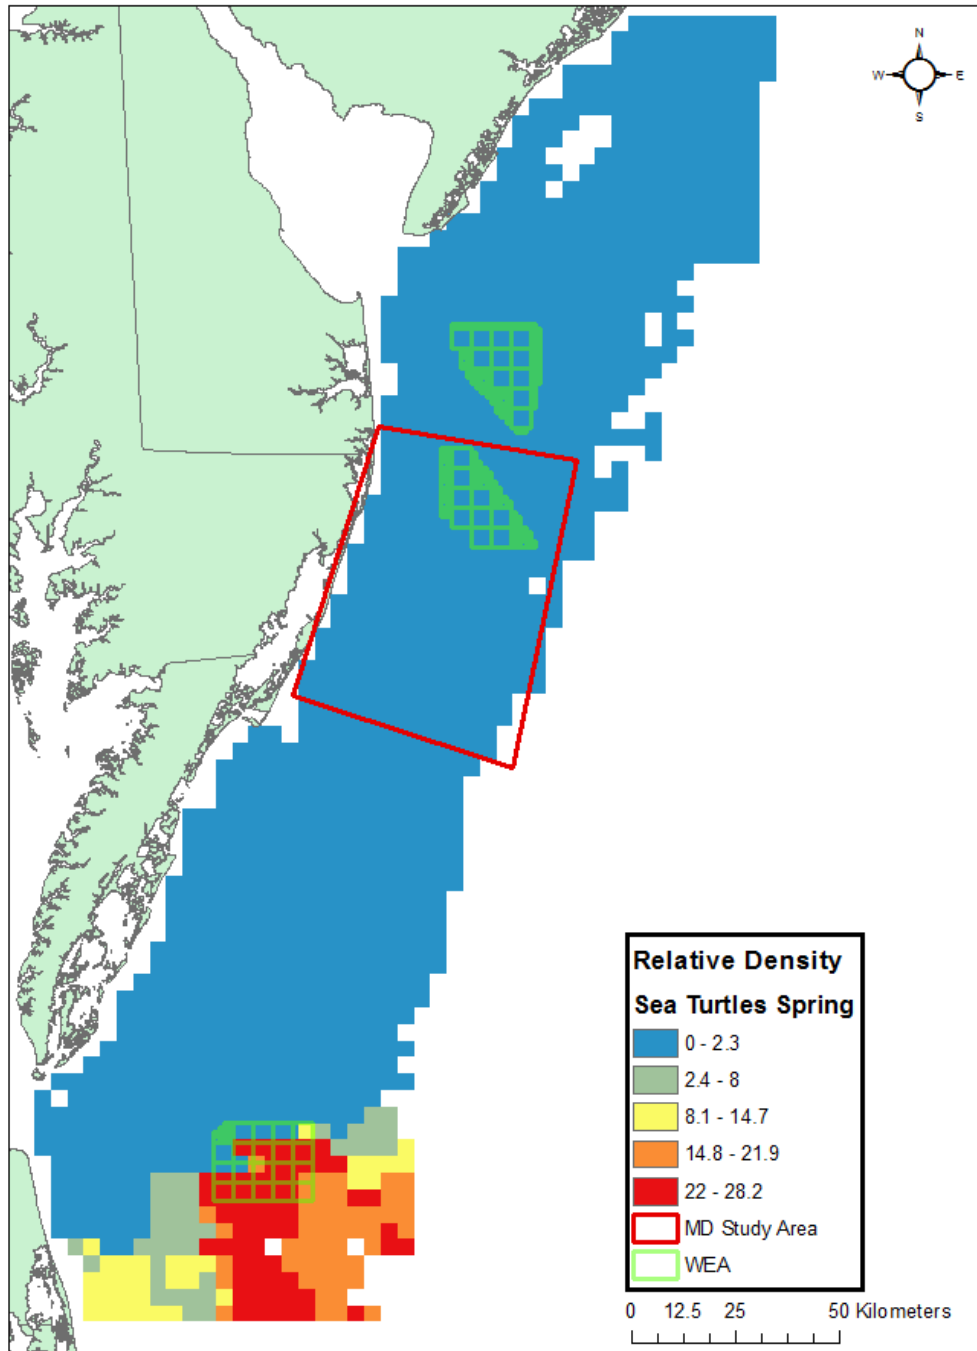 N
W E
S
Relative Density
Sea Turtles Spring
0 - 2.3
2.4 - 8
8.1 - 14.7
14.8 - 21.9
22 - 28.2
MD Study Area
WEA
0 12.5 25 50 Kilometers